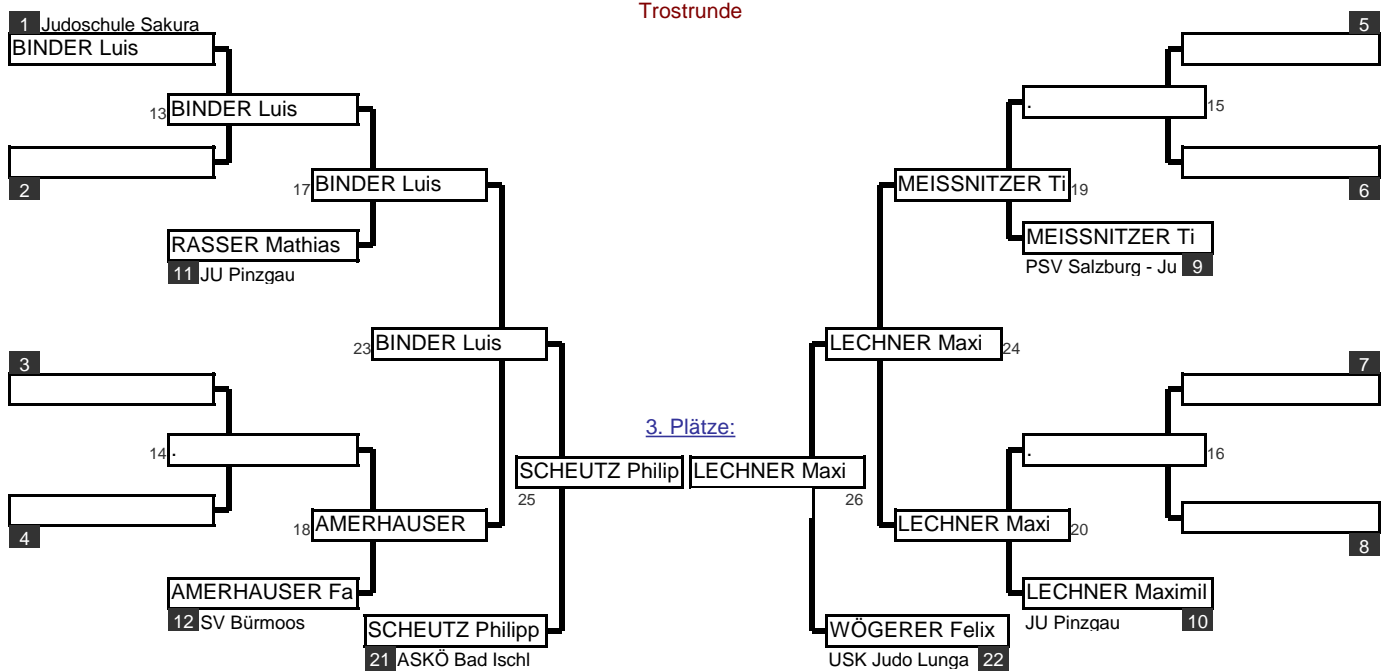 Trostrunde
1 Judoschule Sakura
5
BINDER Luis
13 BINDER Luis
. 15
2
17 BINDER Luis
MEISSNITZER Ti 19
6
RASSER Mathias
MEISSNITZER Ti
11 JU Pinzgau
PSV Salzburg - Ju 9
23 BINDER Luis
LECHNER Maxi 24
3
7
3. Plätze:
14 .
. 16
SCHEUTZ Philip
LECHNER Maxi
25
26
4
18 AMERHAUSER
LECHNER Maxi 20
8
AMERHAUSER Fa
LECHNER Maximil
12 SV Bürmoos
JU Pinzgau 10
SCHEUTZ Philipp
WÖGERER Felix
21 ASKÖ Bad Ischl
USK Judo Lunga 22